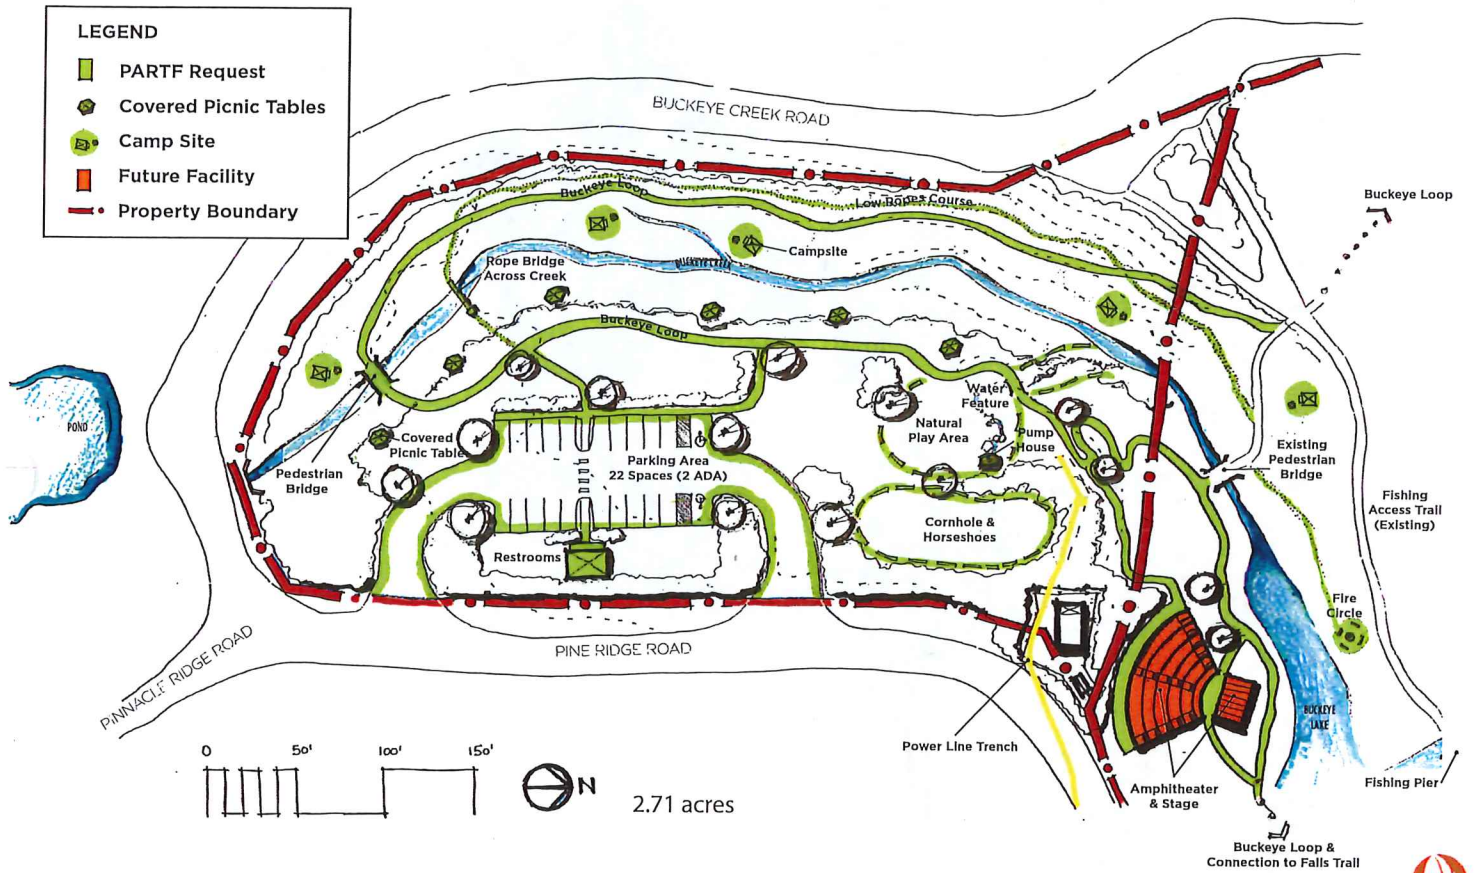 LEGEND
PARTF Request
Covered Picnic Tables
Camp Site
Future Facility
Property Boundary
BUCKEYE CREEK ROAD
Buckeye Loop
Low Ropes Course
Buckeye Loop
Campsite
Rope Bridge
Across Creek
BUCKEYE CREEK
Buckeye Loop
Water
Feature
Natural
Play Area
Pump
House
POND
Covered
Picnic Table
Pedestrian
Bridge
Parking Area
22 Spaces (2 ADA)
Existing
Pedestrian
Bridge
Fishing
Access Trail
(Existing)
Cornhole &
Horseshoes
Restrooms
Fire
Circle
PINNACLE RIDGE ROAD
PINE RIDGE ROAD
BUCKEYE
LAKE
Power Line Trench
0 50' 100' 150'
N
2.71 acres
Amphitheater
& Stage
Fishing Pier
Buckeye Loop &
Connection to Falls Trail